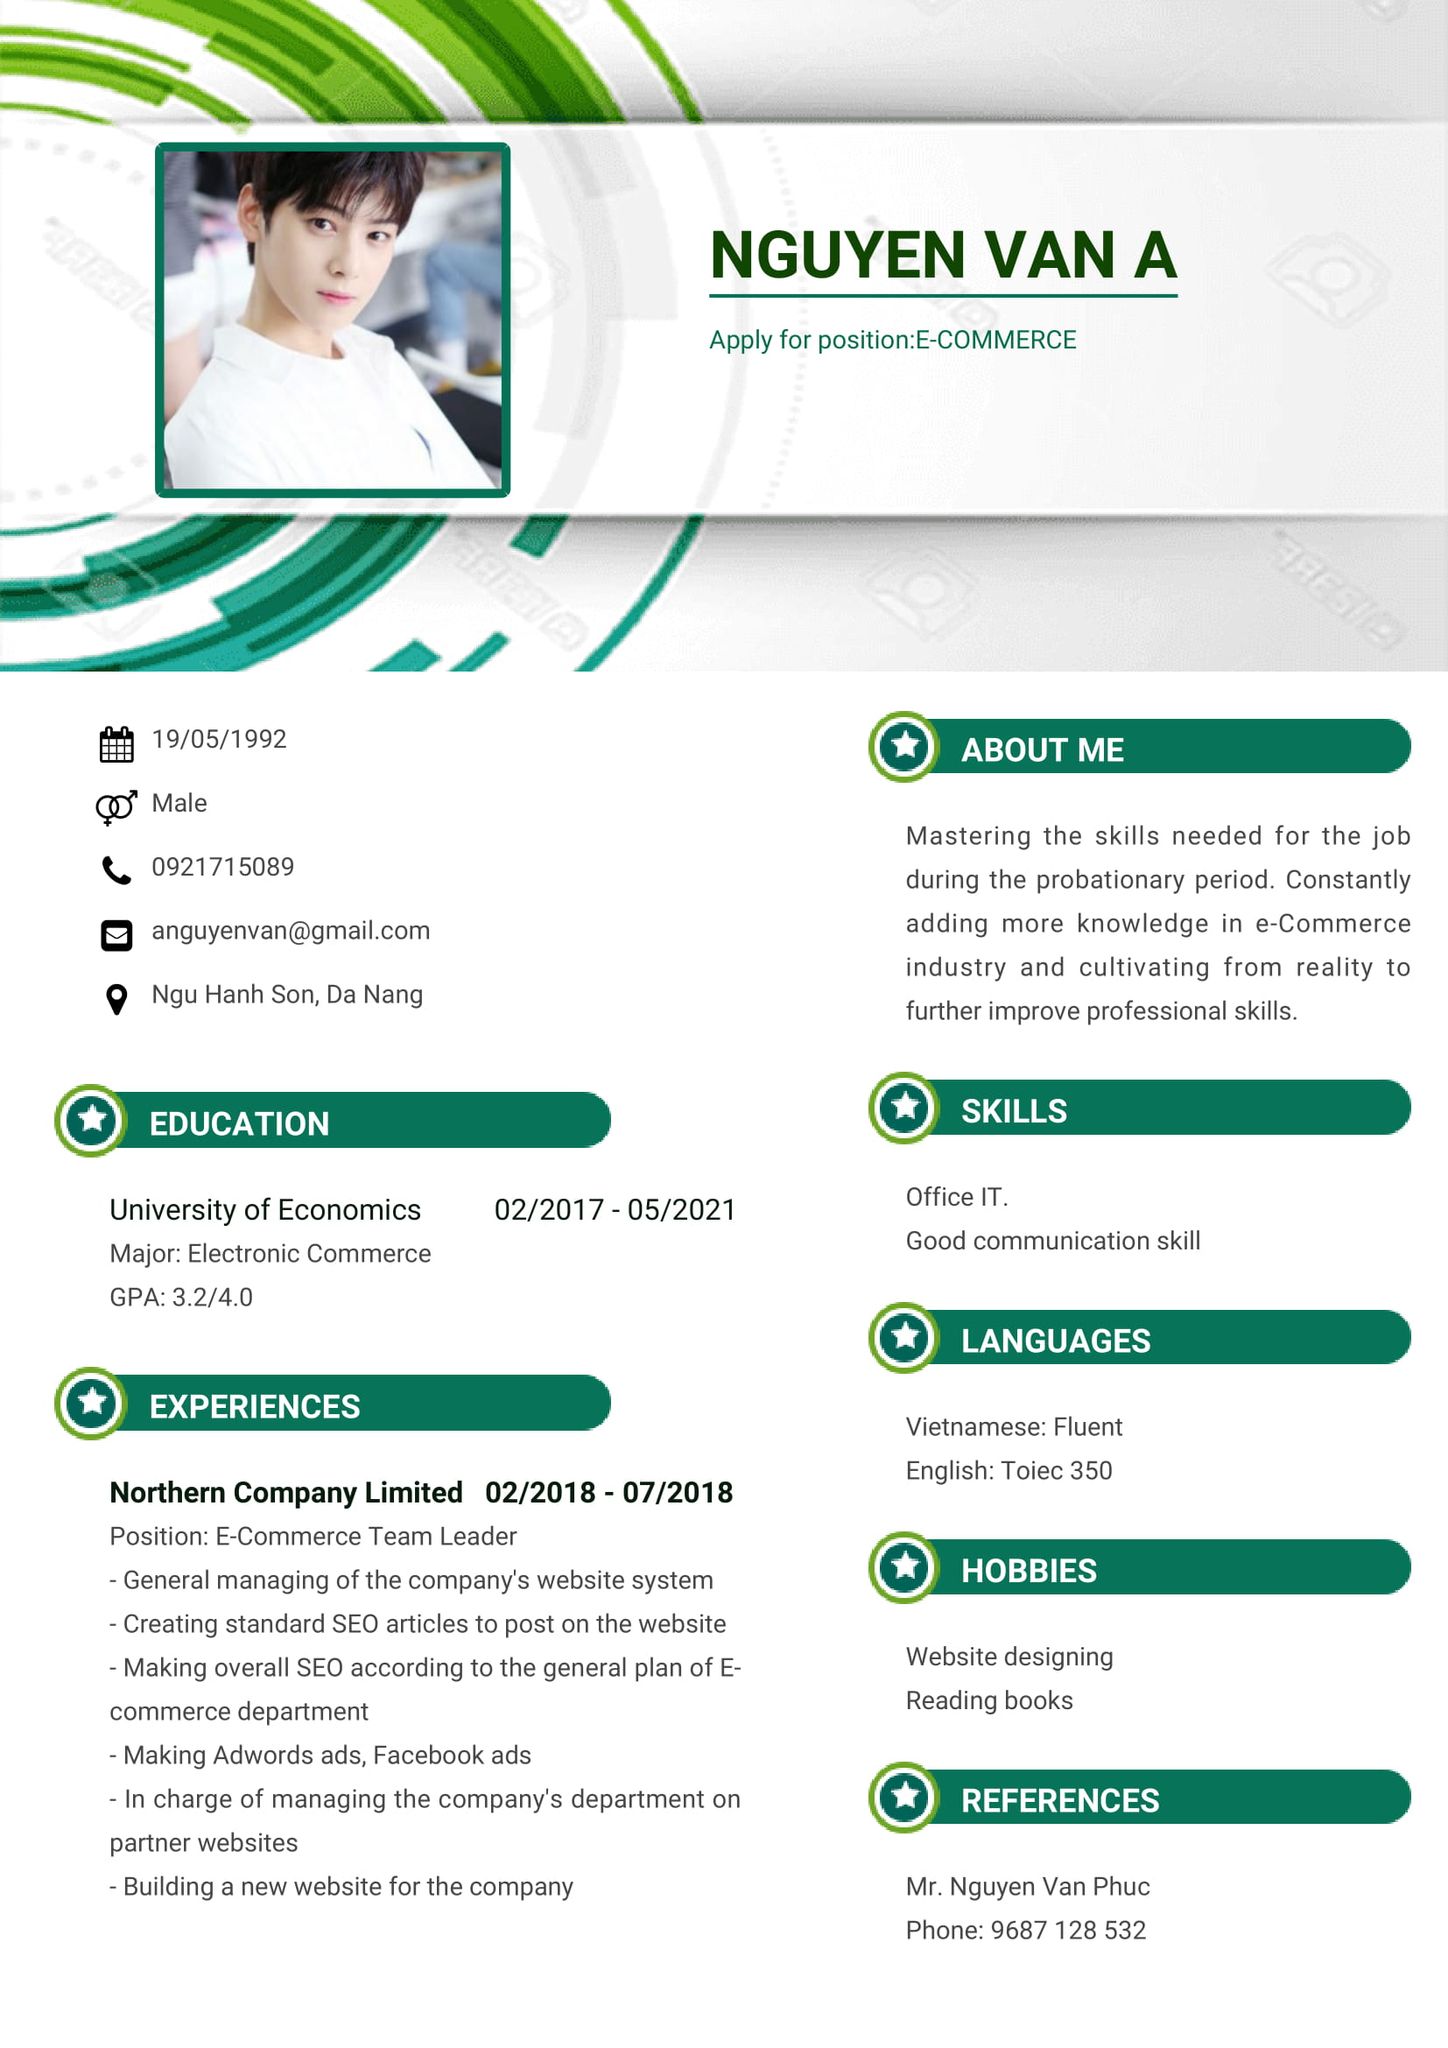 NGUYEN VAN A
Apply for position:E-COMMERCE
19/05/1992
Male
0921715089
anguyenvan@gmail.com
Ngu Hanh Son, Da Nang
EDUCATION
University of Economics 02/2017 - 05/2021
Major: Electronic Commerce
GPA: 3.2/4.0
EXPERIENCES
Northern Company Limited 02/2018 - 07/2018
Position: E-Commerce Team Leader
- General managing of the company's website system
- Creating standard SEO articles to post on the website
- Making overall SEO according to the general plan of E-
commerce department
- Making Adwords ads, Facebook ads
- In charge of managing the company's department on
partner websites
- Building a new website for the company
ABOUT ME
Mastering the skills needed for the job
during the probationary period. Constantly
adding more knowledge in e-Commerce
industry and cultivating from reality to
further improve professional skills.
SKILLS
Office IT.
Good communication skill
LANGUAGES
Vietnamese: Fluent
English: Toiec 350
HOBBIES
Website designing
Reading books
REFERENCES
Mr. Nguyen Van Phuc
Phone: 9687 128 532